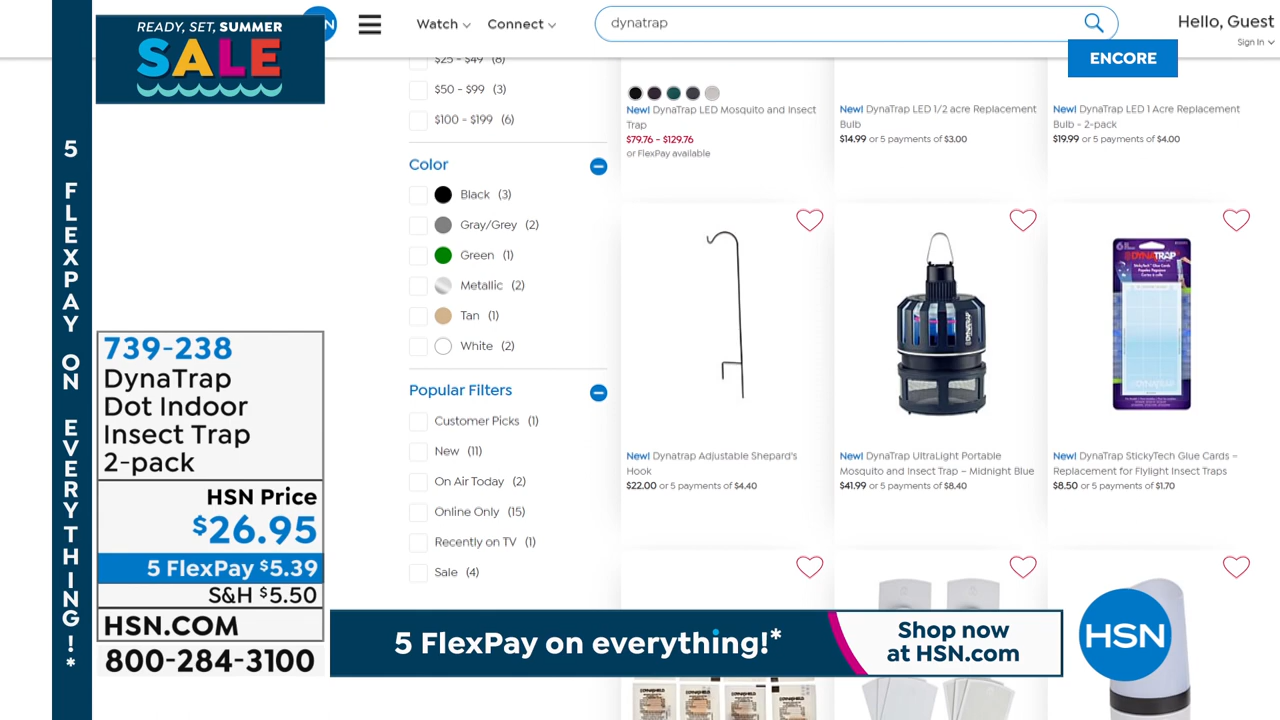 READY, SET, SUMMER
SALE
HSN
Watch
Connect
dynatrap
Hello, Guest
Sign In
ENCORE
5 FLEXPAY ON EVERYTHING!*
$25 - $49 (8)
$50 - $99 (3)
$100 - $199 (6)
Color
Black (3)
Gray/Grey (2)
Green (1)
Metallic (2)
Tan (1)
White (2)
Popular Filters
Customer Picks (1)
New (11)
On Air Today (2)
Online Only (15)
Recently on TV (1)
Sale (4)
New! DynaTrap LED Mosquito and Insect
Trap
$79.76 - $129.76
or FlexPay available
New! DynaTrap LED 1/2 acre Replacement
Bulb
$14.99 or 5 payments of $3.00
New! DynaTrap LED 1 Acre Replacement
Bulb - 2-pack
$19.99 or 5 payments of $4.00
DYNATRAP
6
DYNATRAP
New! Dynatrap Adjustable Shepard's
Hook
$22.00 or 5 payments of $4.40
New! DynaTrap UltraLight Portable
Mosquito and Insect Trap – Midnight Blue
$41.99 or 5 payments of $8.40
New! DynaTrap StickyTech Glue Cards –
Replacement for Flylight Insect Traps
$8.50 or 5 payments of $1.70
739-238
DynaTrap
Dot Indoor
Insect Trap
2-pack
HSN Price
$26.95
5 FlexPay $5.39
S&H $5.50
HSN.COM
800-284-3100
5 FlexPay on everything!*
Shop now
at HSN.com
HSN
DYNASHIELD
DYNASHIELD
DYNASHIELD
DYNASHIELD